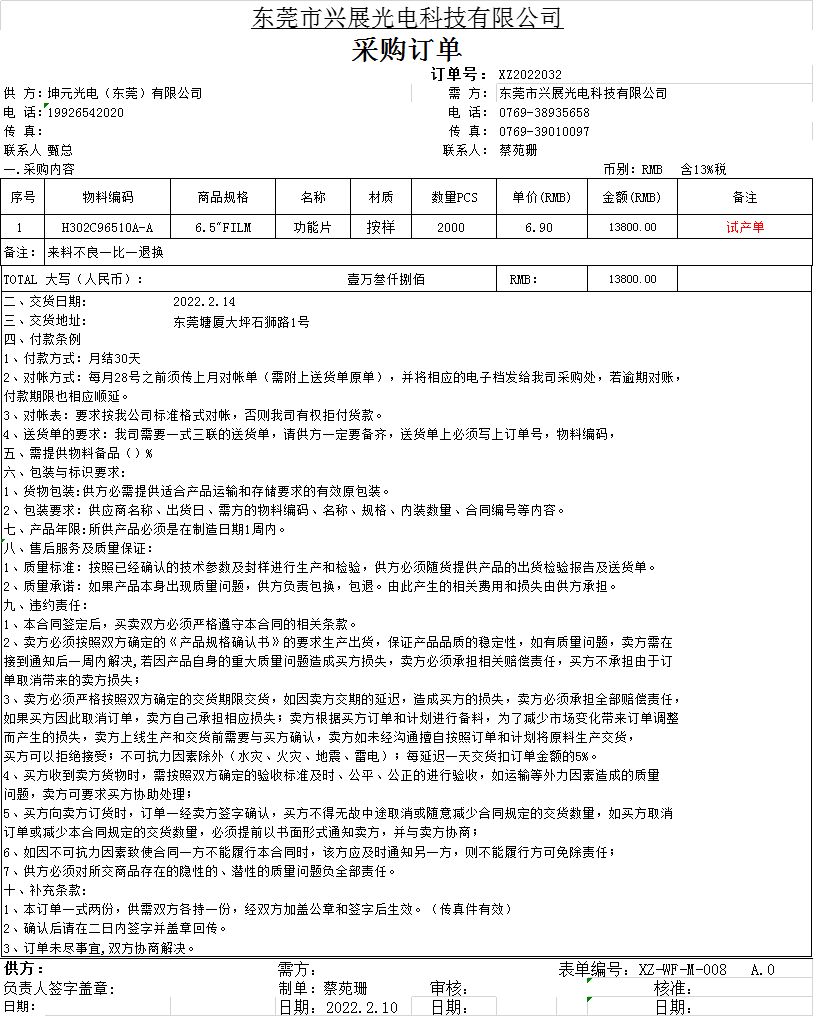 东莞市兴展光电科技有限公司
采购订单
订单号: XZ2022032
供 方:坤元光电（东莞）有限公司 需 方: 东莞市兴展光电科技有限公司
电 话:19926542020 电 话: 0769-38935658
传 真: 传 真: 0769-39010097
联系人 甄总 联系人: 蔡苑珊
一.采购内容 币别: RMB 含13%税
序号 物料编码 商品规格 名称 材质 数量PCS 单价(RMB) 金额(RMB) 备注
1 H302C96510A-A 6.5″FILM 功能片 按样 2000 6.90 13800.00 试产单
备注: 来料不良一比一退换
TOTAL 大写（人民币）: 壹万叁仟捌佰 RMB: 13800.00
二、交货日期: 2022.2.14
三、交货地址: 东莞塘厦大坪石狮路1号
四、付款条例
1、付款方式: 月结30天
2、对帐方式: 每月28号之前须传上月对帐单（需附上送货单原单），并将相应的电子档发给我司采购处，若逾期对账，
付款期限也相应顺延。
3、对帐表: 要求按我公司标准格式对帐，否则我司有权拒付货款。
4、送货单的要求: 我司需要一式三联的送货单，请供方一定要备齐，送货单上必须写上订单号，物料编码，
五、需提供物料备品（）%
六、包装与标识要求:
1、货物包装:供方必需提供适合产品运输和存储要求的有效原包装。
2、包装要求: 供应商名称、出货日、需方的物料编码、名称、规格、内装数量、合同编号等内容。
七、产品年限:所供产品必须是在制造日期1周内。
八、售后服务及质量保证:
1、质量标准: 按照已经确认的技术参数及封样进行生产和检验，供方必须随货提供产品的出货检验报告及送货单。
2、质量承诺: 如果产品本身出现质量问题，供方负责包换，包退。由此产生的相关费用和损失由供方承担。
九、违约责任:
1、本合同签定后，买卖双方必须严格遵守本合同的相关条款。
2、卖方必须按照双方确定的《产品规格确认书》的要求生产出货，保证产品品质的稳定性，如有质量问题，卖方需在
接到通知后一周内解决,若因产品自身的重大质量问题造成买方损失，卖方必须承担相关赔偿责任，买方不承担由于订
单取消带来的卖方损失;
3、卖方必须严格按照双方确定的交货期限交货，如因卖方交期的延迟，造成买方的损失，卖方必须承担全部赔偿责任，
如果买方因此取消订单，卖方自己承担相应损失; 卖方根据买方订单和计划进行备料，为了减少市场变化带来订单调整
而产生的损失，卖方上线生产和交货前需要与买方确认，卖方如未经沟通擅自按照订单和计划将原料生产交货，
买方可以拒绝接受; 不可抗力因素除外（水灾、火灾、地震、雷电）; 每延迟一天交货扣订单金额的5%。
4、买方收到卖方货物时，需按照双方确定的验收标准及时、公平、公正的进行验收，如运输等外力因素造成的质量
问题，卖方可要求买方协助处理;
5、买方向卖方订货时，订单一经卖方签字确认，买方不得无故中途取消或随意减少合同规定的交货数量，如买方取消
订单或减少本合同规定的交货数量，必须提前以书面形式通知卖方，并与卖方协商;
6、如因不可抗力因素致使合同一方不能履行本合同时，该方应及时通知另一方，则不能履行方可免除责任;
7、供方必须对所交商品存在的隐性的、潜性的质量问题负全部责任。
十、补充条款:
1、本订单一式两份，供需双方各持一份，经双方加盖公章和签字后生效。（传真件有效）
2、确认后请在二日内签字并盖章回传。
3、订单未尽事宜,双方协商解决。
供方: 需方: 表单编号: XZ-WF-M-008 A.0
负责人签字盖章: 制单: 蔡苑珊 审核: 核准:
日期: 日期: 2022.2.10 日期: 日期: